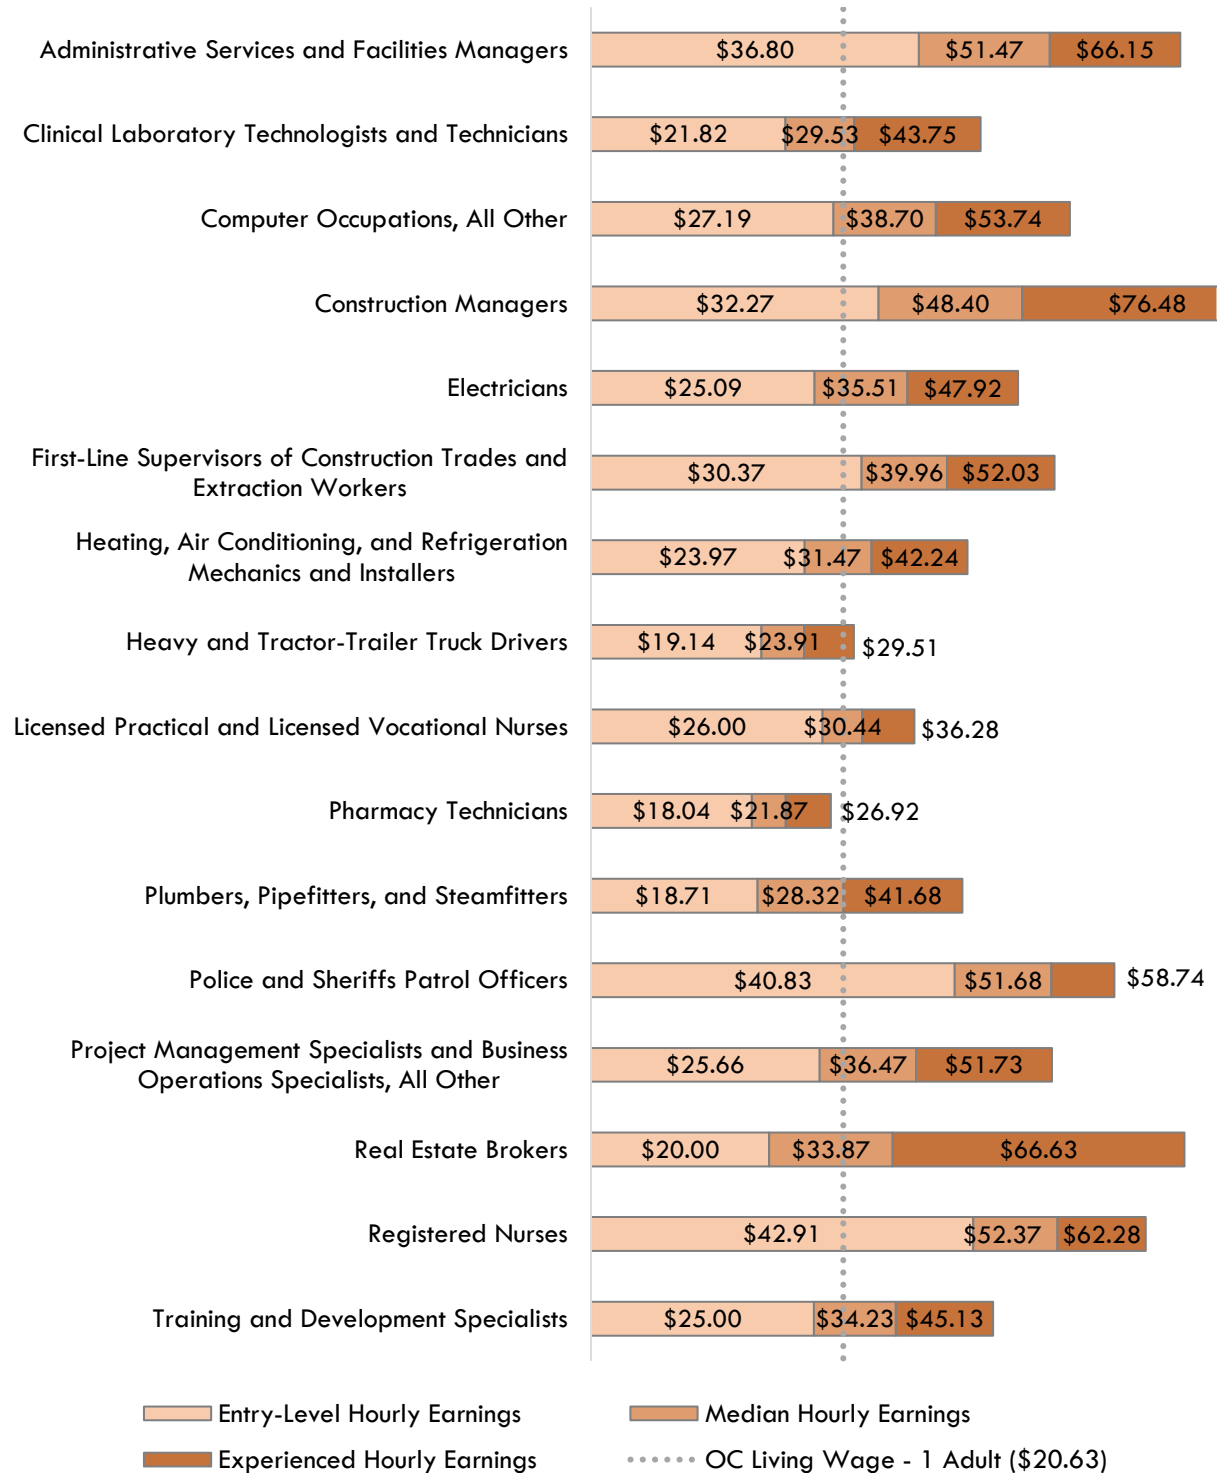 Administrative Services and Facilities Managers $36.80 $51.47 $66.15
Clinical Laboratory Technologists and Technicians $21.82 $29.53 $43.75
Computer Occupations, All Other $27.19 $38.70 $53.74
Construction Managers $32.27 $48.40 $76.48
Electricians $25.09 $35.51 $47.92
First-Line Supervisors of Construction Trades and
Extraction Workers $30.37 $39.96 $52.03
Heating, Air Conditioning, and Refrigeration
Mechanics and Installers $23.97 $31.47 $42.24
Heavy and Tractor-Trailer Truck Drivers $19.14 $23.91 $29.51
Licensed Practical and Licensed Vocational Nurses $26.00 $30.44 $36.28
Pharmacy Technicians $18.04 $21.87 $26.92
Plumbers, Pipefitters, and Steamfitters $18.71 $28.32 $41.68
Police and Sheriffs Patrol Officers $40.83 $51.68 $58.74
Project Management Specialists and Business
Operations Specialists, All Other $25.66 $36.47 $51.73
Real Estate Brokers $20.00 $33.87 $66.63
Registered Nurses $42.91 $52.37 $62.28
Training and Development Specialists $25.00 $34.23 $45.13
Entry-Level Hourly Earnings Median Hourly Earnings
Experienced Hourly Earnings OC Living Wage - 1 Adult ($20.63)